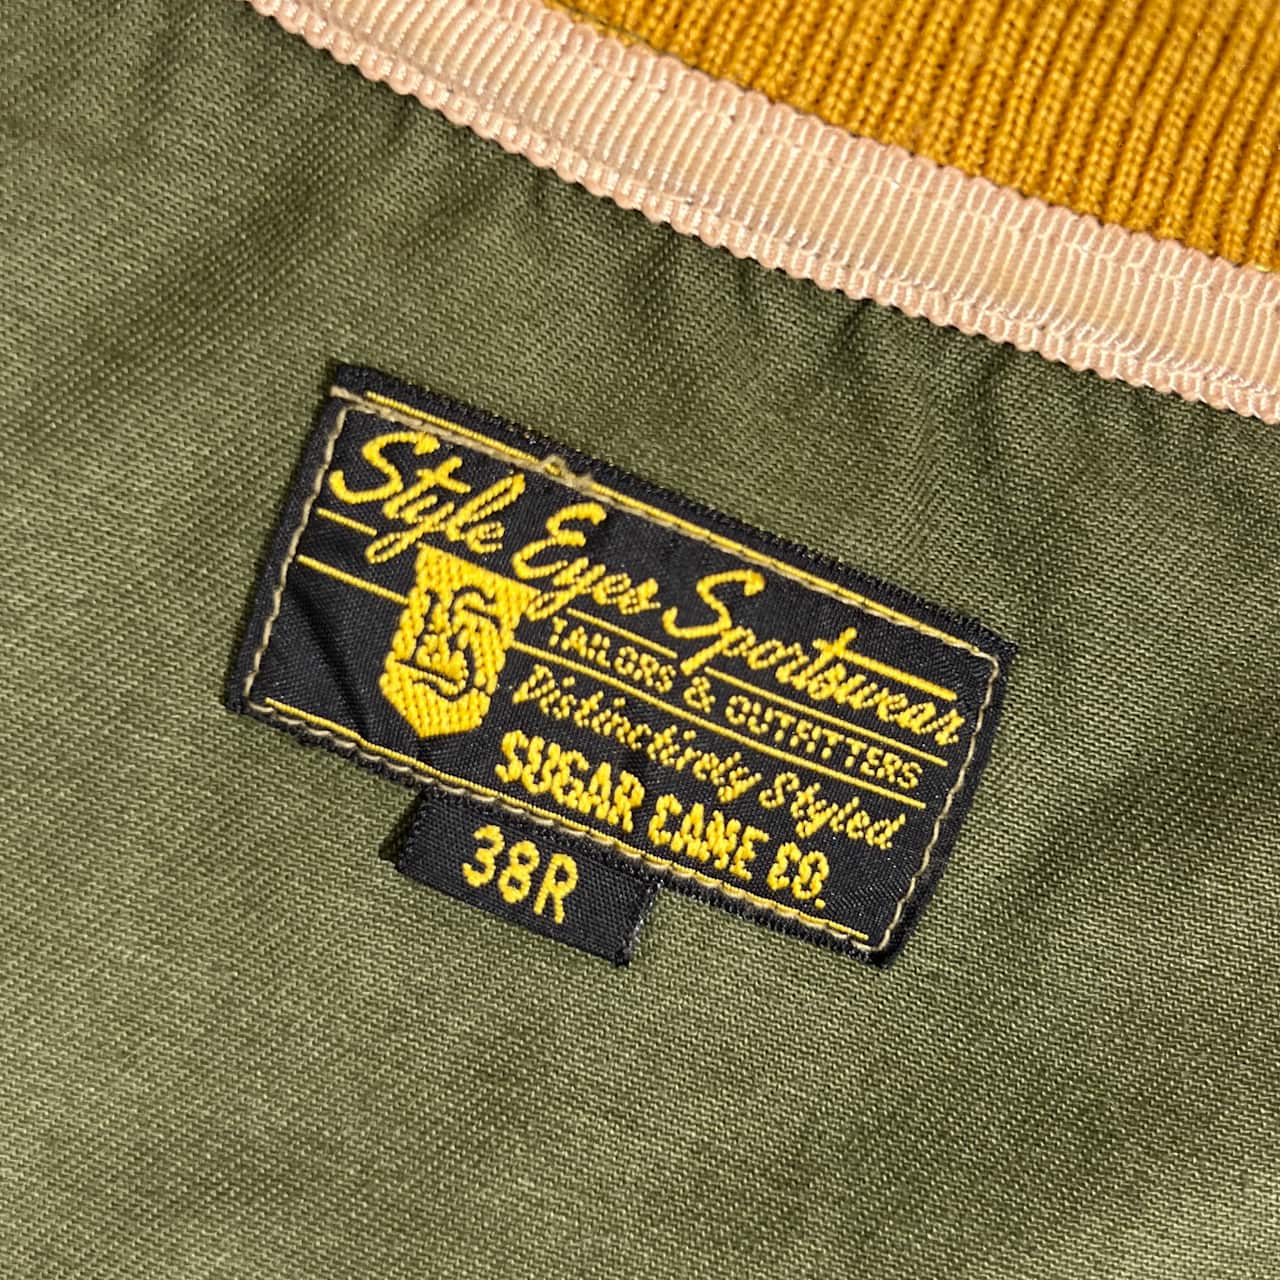 Style Eyes Sportswear
TAILORS & OUTFITTERS
Distinctively Styled
SUGAR CANE CO.
38R